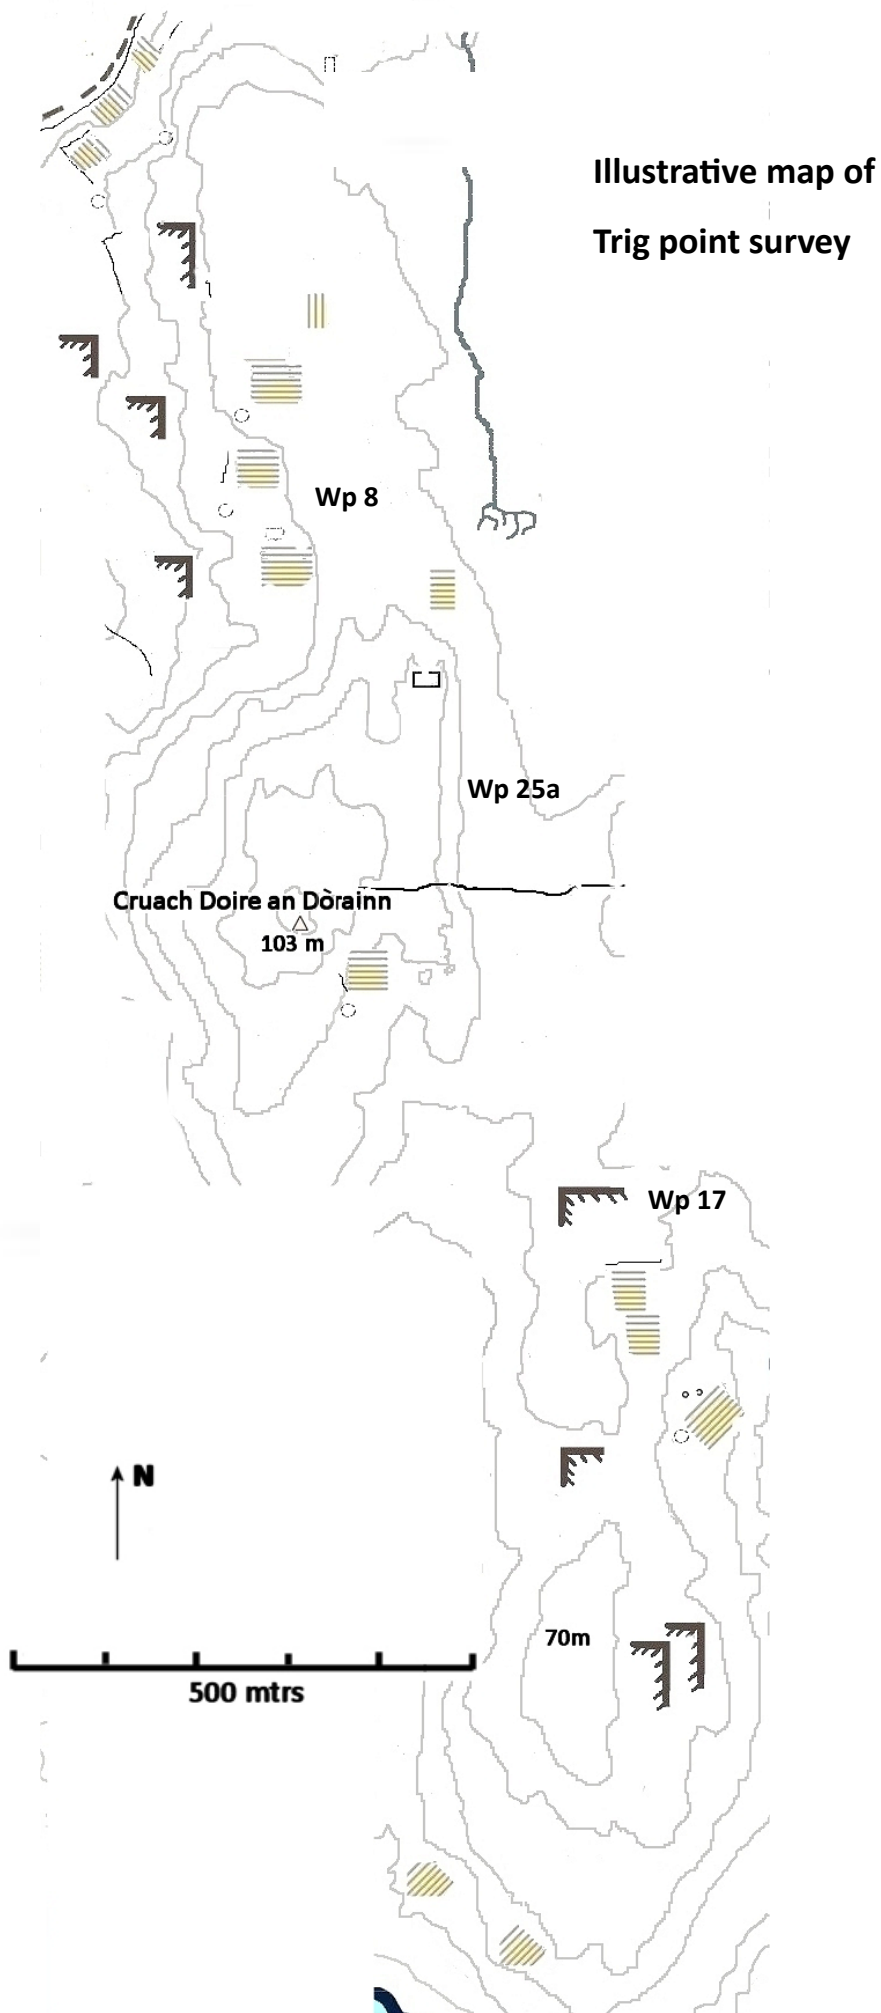 Illustrative map of
Trig point survey
Wp 8
Wp 25a
Cruach Doire an Dòrainn
103 m
Wp 17
N
70m
500 mtrs